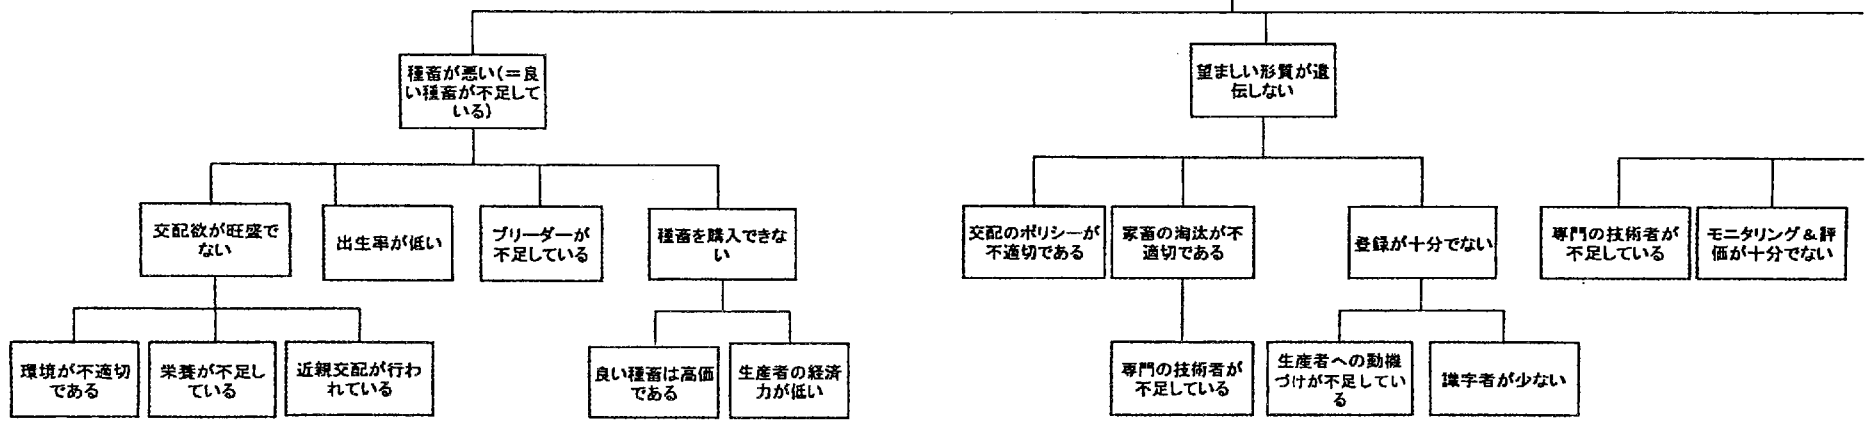 種畜が悪い(=良
い種畜が不足して
いる)
望ましい形質が遺
伝しない
交配欲が旺盛で
ない
出生率が低い
ブリーダーが
不足している
種畜を購入できな
い
交配のポリシーが
不適切である
家畜の淘汰が不
適切である
登録が十分でない
専門の技術者が
不足している
モニタリング&評
価が十分でない
環境が不適切
である
栄養が不足し
ている
近親交配が行わ
れている
良い種畜は高価
である
生産者の経済
力が低い
専門の技術者が
不足している
生産者への動機
づけが不足してい
る
識字者が少ない